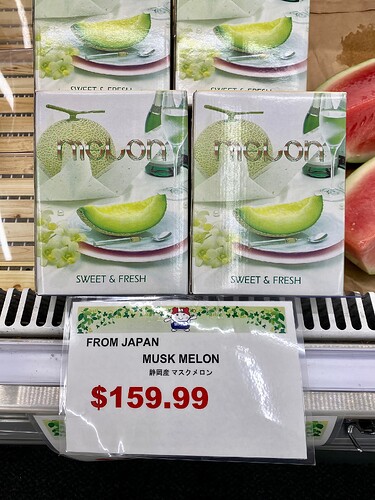 SWEET & FRESH
SWEET & FRESH
melon
melon
SWEET & FRESH
SWEET & FRESH
FROM JAPAN
MUSK MELON
静岡産 マスクメロン
$159.99